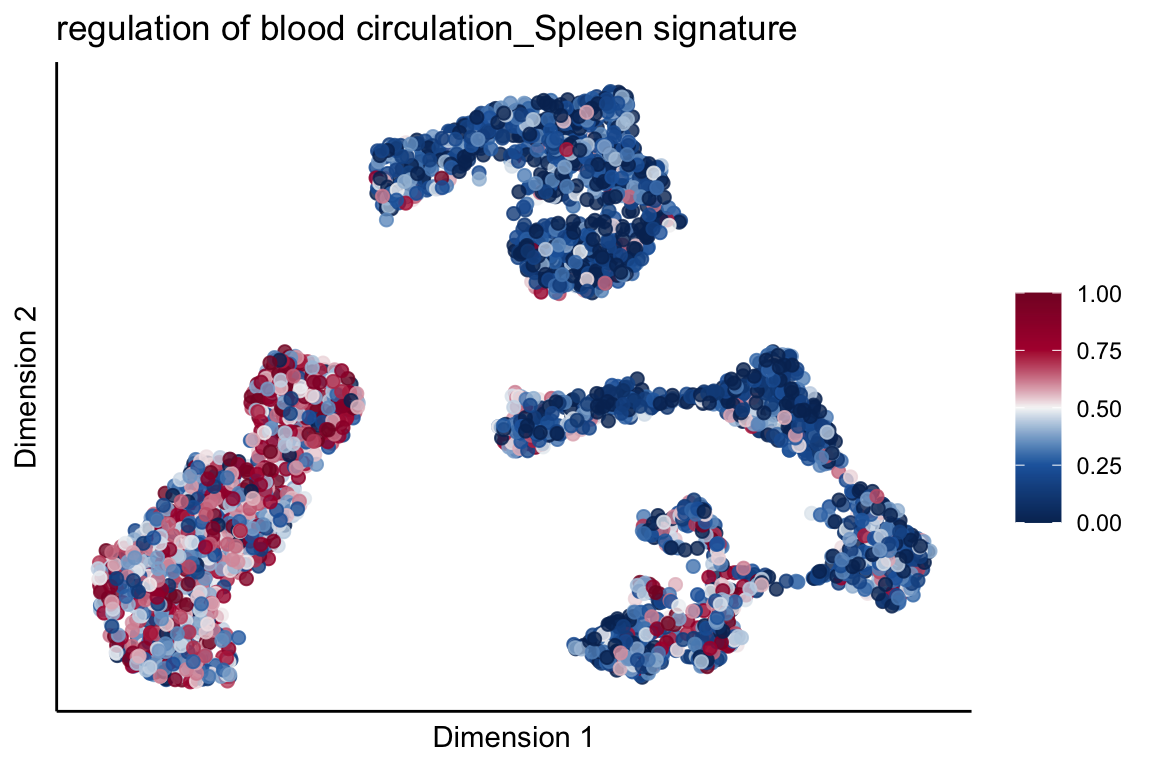 regulation of blood circulation_Spleen signature
Dimension 2
1.00
0.75
0.50
0.25
0.00
Dimension 1